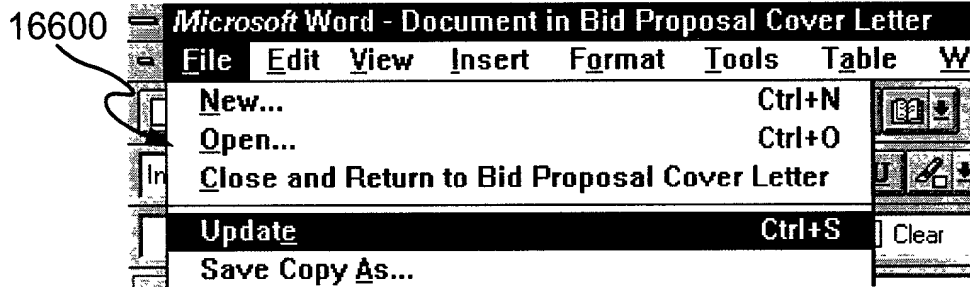 16600
Microsoft Word - Document in Bid Proposal Cover Letter
File Edit View Insert Format Tools Table W
New... Ctrl+N
Open... Ctrl+O
In
Close and Return to Bid Proposal Cover Letter U
Update Ctrl+S Clear
Save Copy As...